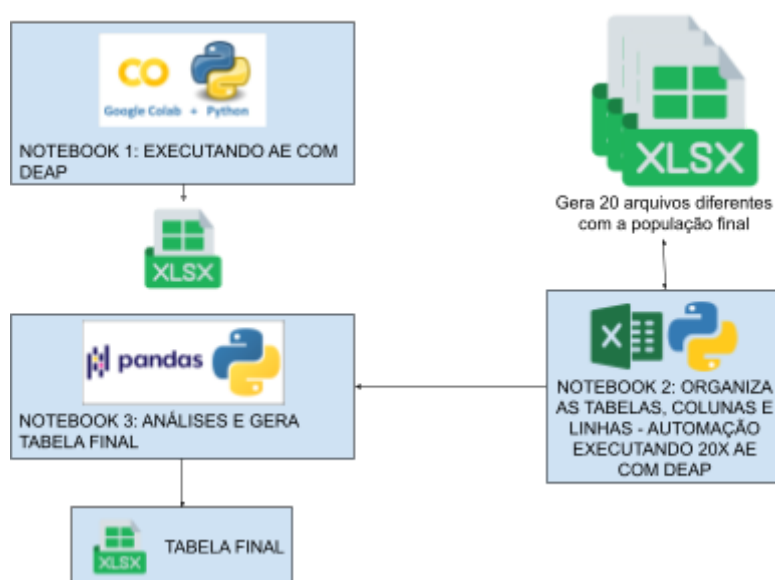 Google Colab + Python
NOTEBOOK 1: EXECUTANDO AE COM
DEAP
XLSX
XLSX
Gera 20 arquivos diferentes
com a população final
pandas
NOTEBOOK 3: ANÁLISES E GERA
TABELA FINAL
X
NOTEBOOK 2: ORGANIZA
AS TABELAS, COLUNAS E
LINHAS - AUTOMAÇÃO
EXECUTANDO 20X AE
COM DEAP
XLSX
TABELA FINAL